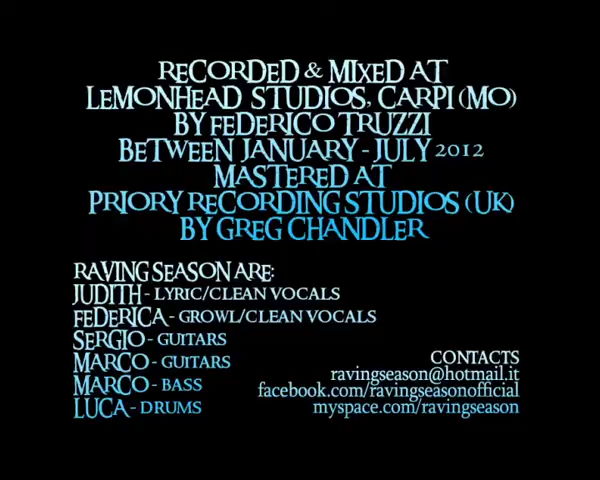 RECORDED & MIXED AT
LEMONHEAD STUDIOS, CARPI (MO)
BY FEDERICO TRUZZI
BETWEEN JANUARY - JULY 2012
MASTERED AT
PRIORY RECORDING STUDIOS (UK)
BY GREG CHANDLER
RAVING SEASON ARE:
JUDITH - LYRIC/CLEAN VOCALS
FEDERICA - GROWL/CLEAN VOCALS
SERGIO - GUITARS
MARCO - GUITARS
MARCO - BASS
LUCA - DRUMS
CONTACTS
ravingseason@hotmail.it
facebook.com/ravingseasonofficial
myspace.com/ravingseason